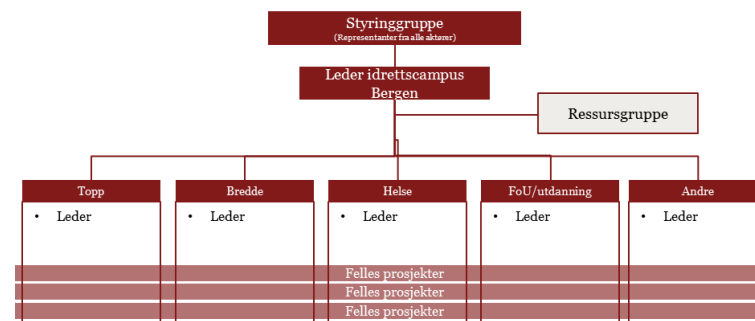 Styringgruppe
(Representanter fra alle aktører)
Leder idrettscampus
Bergen
Ressursgruppe
Topp
Bredde
Helse
FoU/utdanning
Andre
• Leder
• Leder
• Leder
• Leder
• Leder
Felles prosjekter
Felles prosjekter
Felles prosjekter